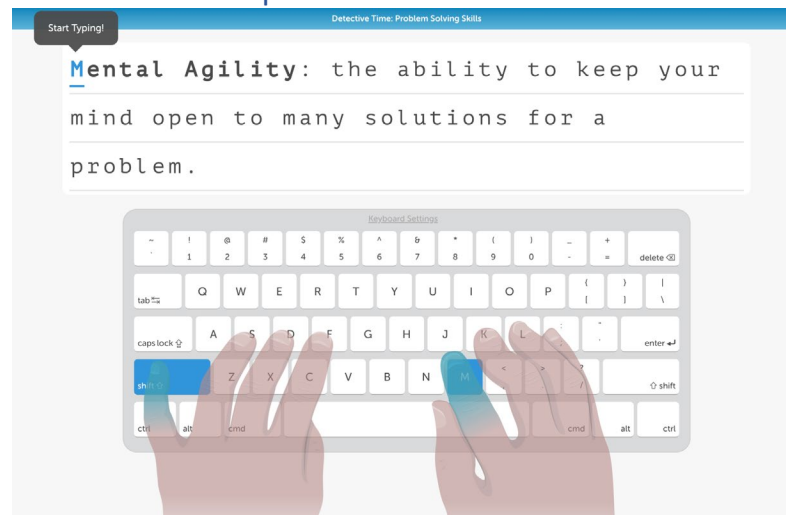 Detective Time: Problem Solving Skills
Start Typing!
Mental Agility: the ability to keep your
mind open to many solutions for a
problem.
Keyboard Settings
~ ! @ # $ % ^ & * ( ) _ +
` 1 2 3 4 5 6 7 8 9 0 - = delete
tab Q W E R T Y U I O P { [ } ] | \
caps lock A S D F G H J K L : ; " ' enter
shift Z X C V B N M < > ? / shift
ctrl alt cmd cmd alt ctrl